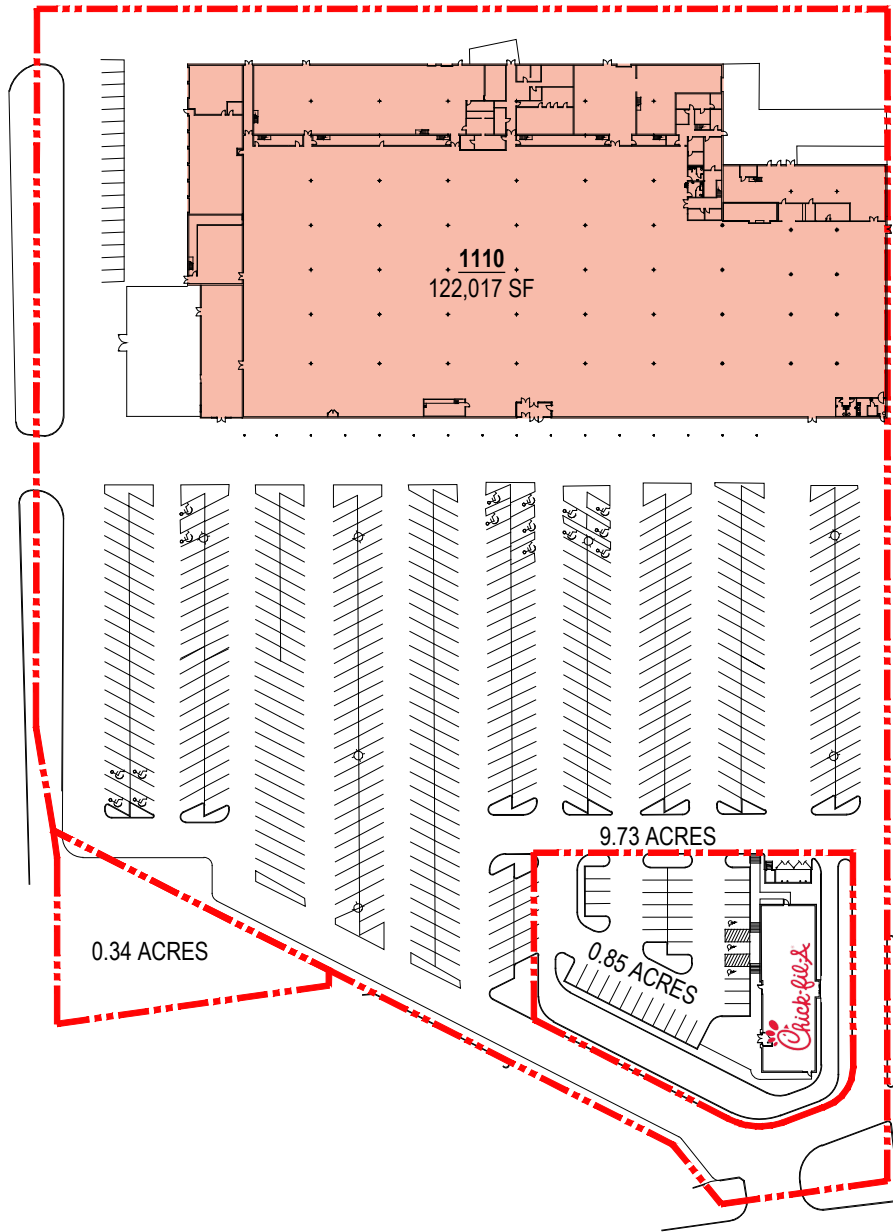 1110
122,017 SF
9.73 ACRES
0.34 ACRES
0.85 ACRES
Chick-fil-A